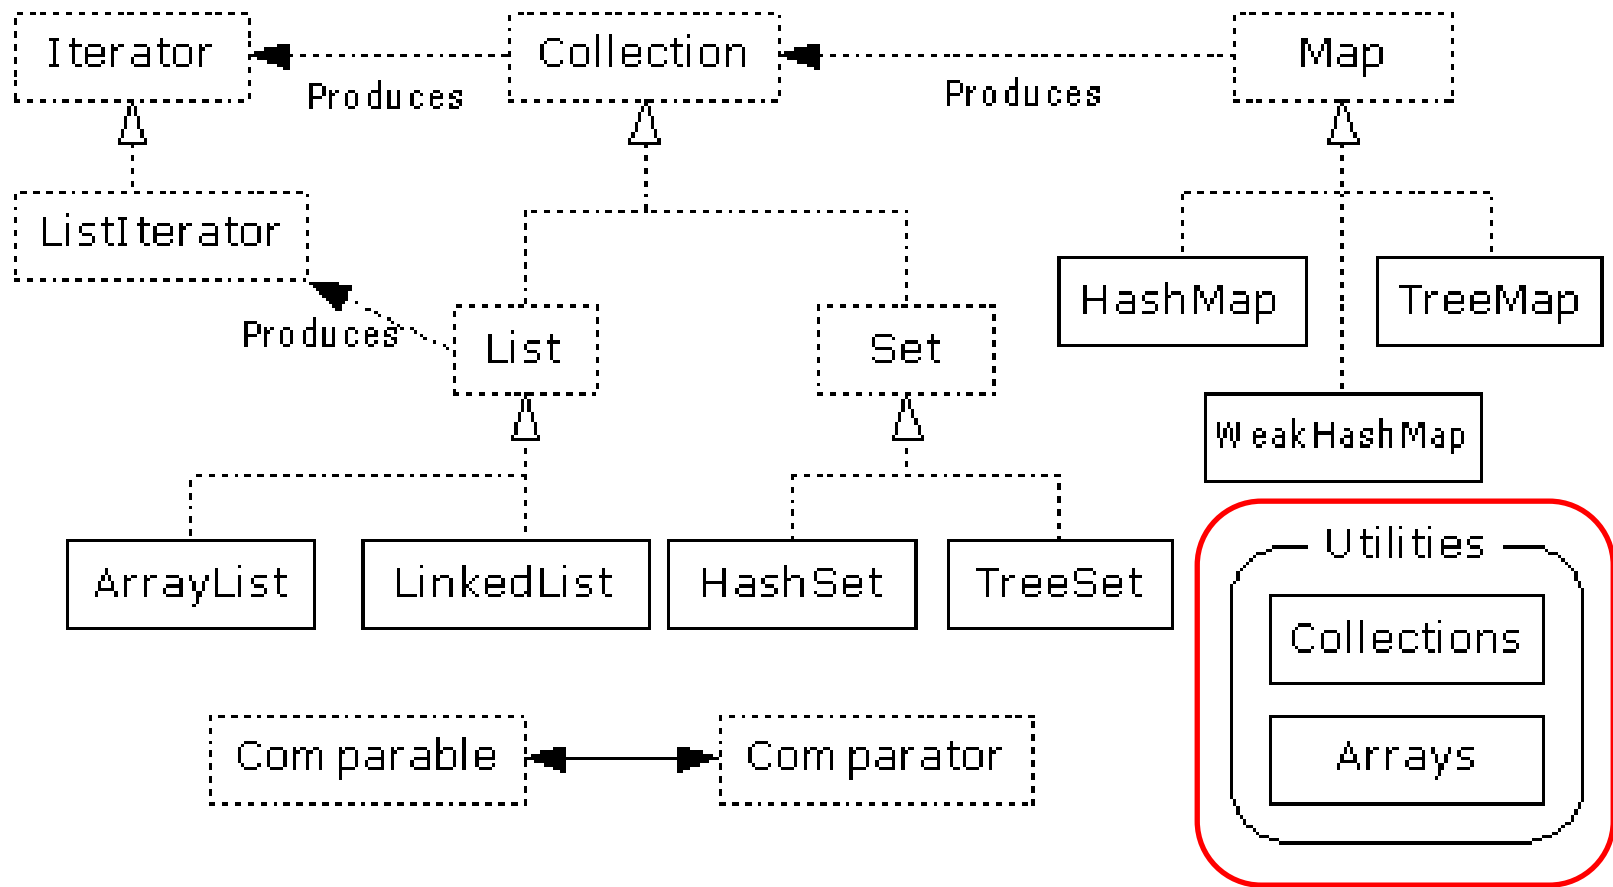 Iterator
Collection
Map
Produces
Produces
ListIterator
HashMap
TreeMap
Produces
List
Set
WeakHashMap
Utilities
ArrayList
LinkedList
HashSet
TreeSet
Collections
Comparable
Comparator
Arrays